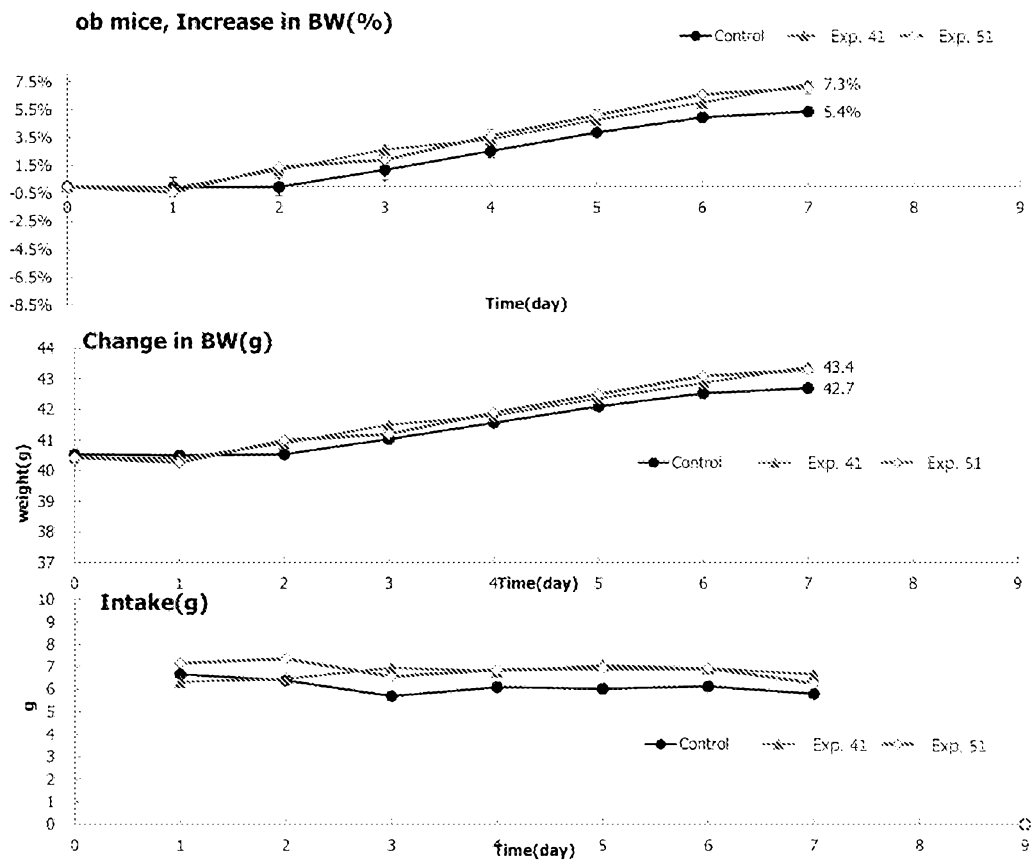 ob mice, Increase in BW(%)
Control Exp. 41 Exp. 51
7.5%
5.5%
3.5%
1.5%
-0.5%
-2.5%
-4.5%
-6.5%
-8.5%
7.3%
5.4%
0 1 2 3 4 5 6 7 8 9
Time(day)
Change in BW(g)
weight(g)
44
43
42
41
40
39
38
37
43.4
42.7
Control Exp. 41 Exp. 51
0 1 2 3 4 5 6 7 8 9
Time(day)
Intake(g)
g
10
9
8
7
6
5
4
3
2
1
0
Control Exp. 41 Exp. 51
0 1 2 3 4 5 6 7 8 9
Time(day)